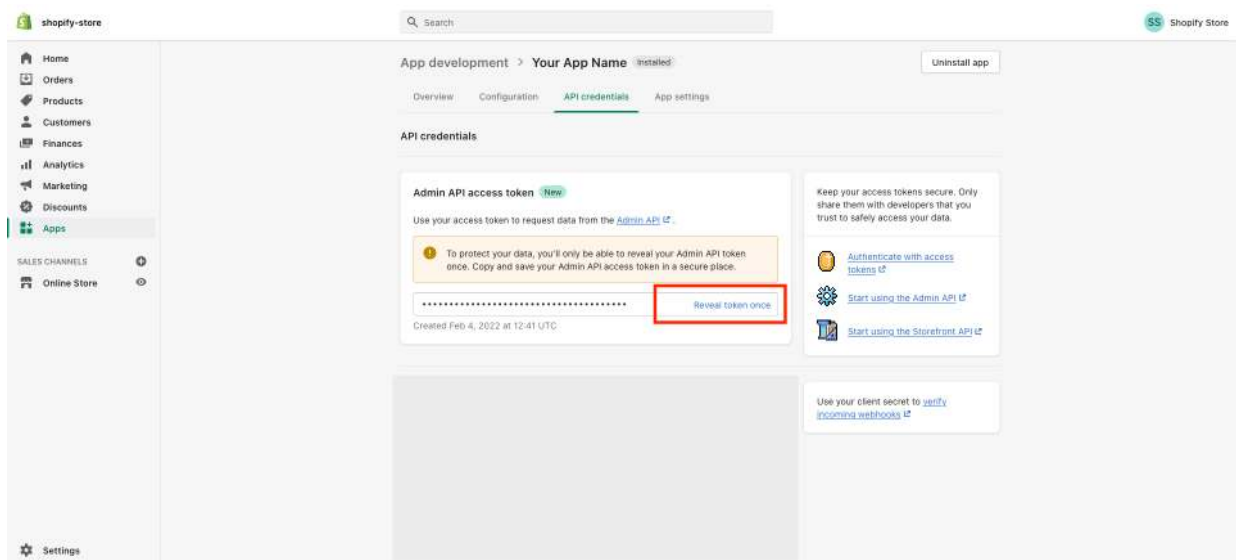 shopify-store
Search
SS Shopify Store
Home
Orders
Products
Customers
Finances
Analytics
Marketing
Discounts
Apps
SALES CHANNELS
Online Store
Settings
App development > Your App Name Installed
Uninstall app
Overview Configuration API credentials App settings
API credentials
Admin API access token New
Use your access token to request data from the Admin API.
To protect your data, you'll only be able to reveal your Admin API token
once. Copy and save your Admin API access token in a secure place.
••••••••••••••••••••••••••••••••••••••
Reveal token once
Created Feb 4, 2022 at 12:41 UTC
Keep your access tokens secure. Only
share them with developers that you
trust to safely access your data.
Authenticate with access
tokens
Start using the Admin API
Start using the Storefront API
Use your client secret to verify
incoming webhooks